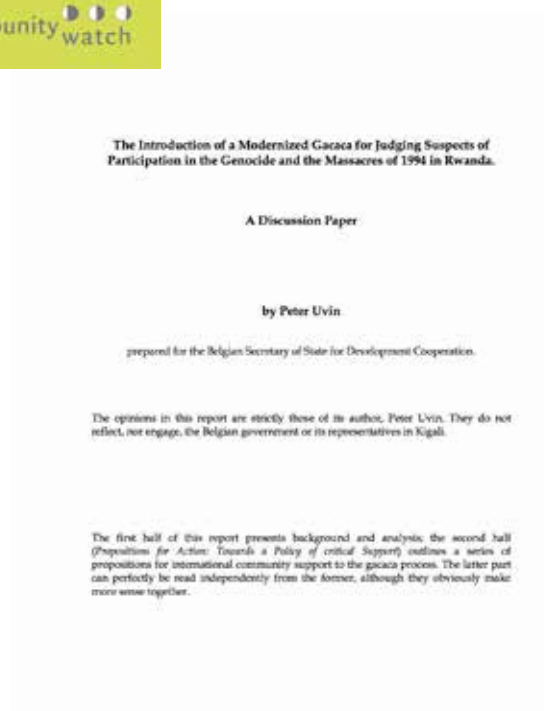 unity watch
The Introduction of a Modernized Gacaca for Judging Suspects of
Participation in the Genocide and the Massacres of 1994 in Rwanda.
A Discussion Paper
by Peter Uvin
prepared for the Belgian Secretary of State for Development Cooperation.
The opinions in this report are strictly those of its author, Peter Uvin. They do not
reflect, nor engage, the Belgian government or its representatives in Kigali.
The first half of this report presents background and analysis; the second half
(Propositions for Action: Towards a Policy of critical Support) outlines a series of
propositions for international community support to the gacaca process. The latter part
can perfectly be read independently from the former, although they obviously make
more sense together.